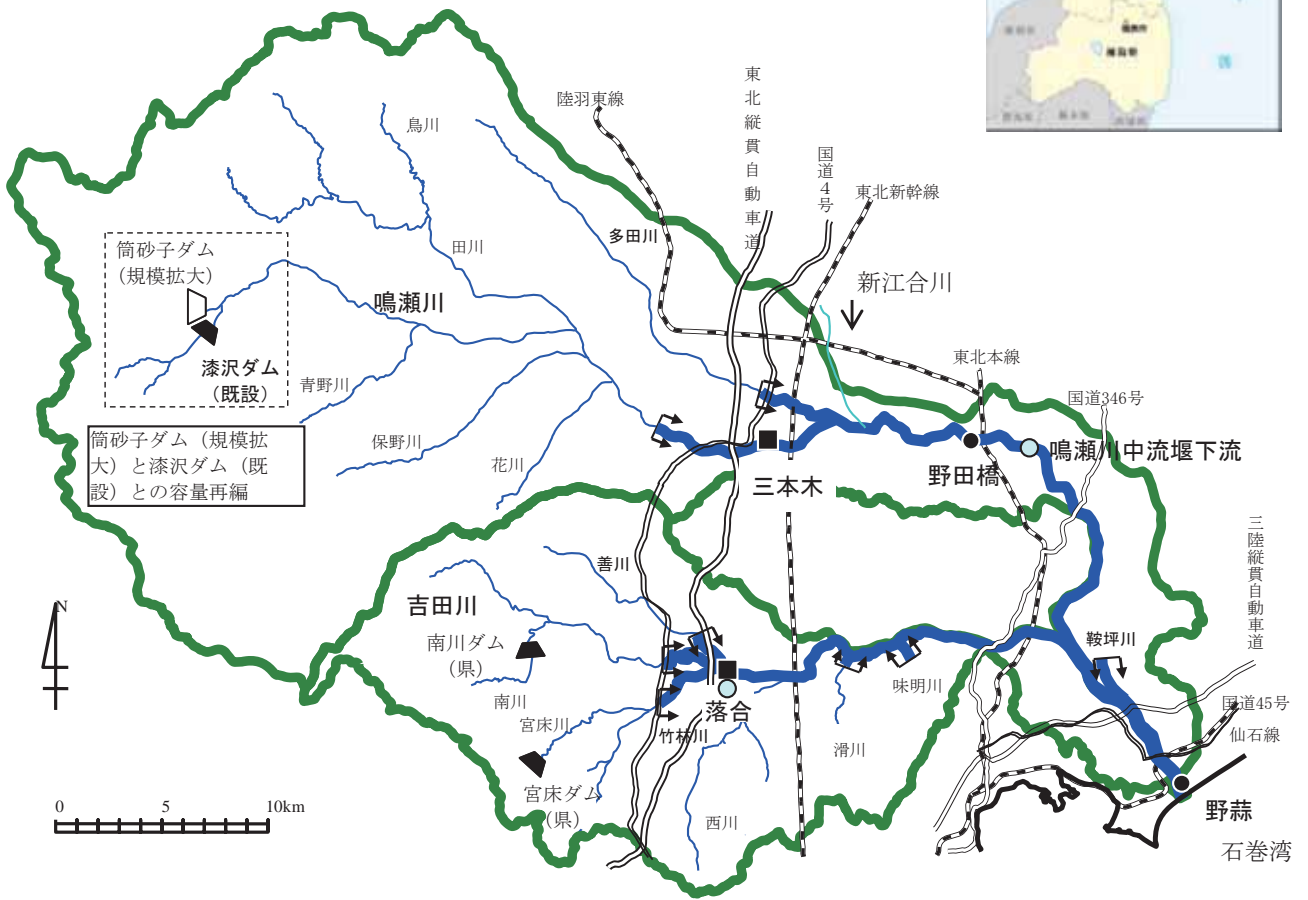 鳥川
陸羽東線
東北縦貫自動車道
国道4号
東北新幹線
多田川
田川
新江合川
筒砂子ダム
（規模拡大）
鳴瀬川
漆沢ダム
（既設）
青野川
東北本線
国道346号
筒砂子ダム（規模拡
大）と漆沢ダム（既
設）との容量再編
保野川
花川
三本木
野田橋
鳴瀬川中流堰下流
三陸縦貫自動車道
善川
吉田川
N
南川ダム
（県）
南川
宮床川
落合
竹林川
味明川
鞍坪川
滑川
国道45号
仙石線
宮床ダム
（県）
西川
野蒜
石巻湾
0 5 10km